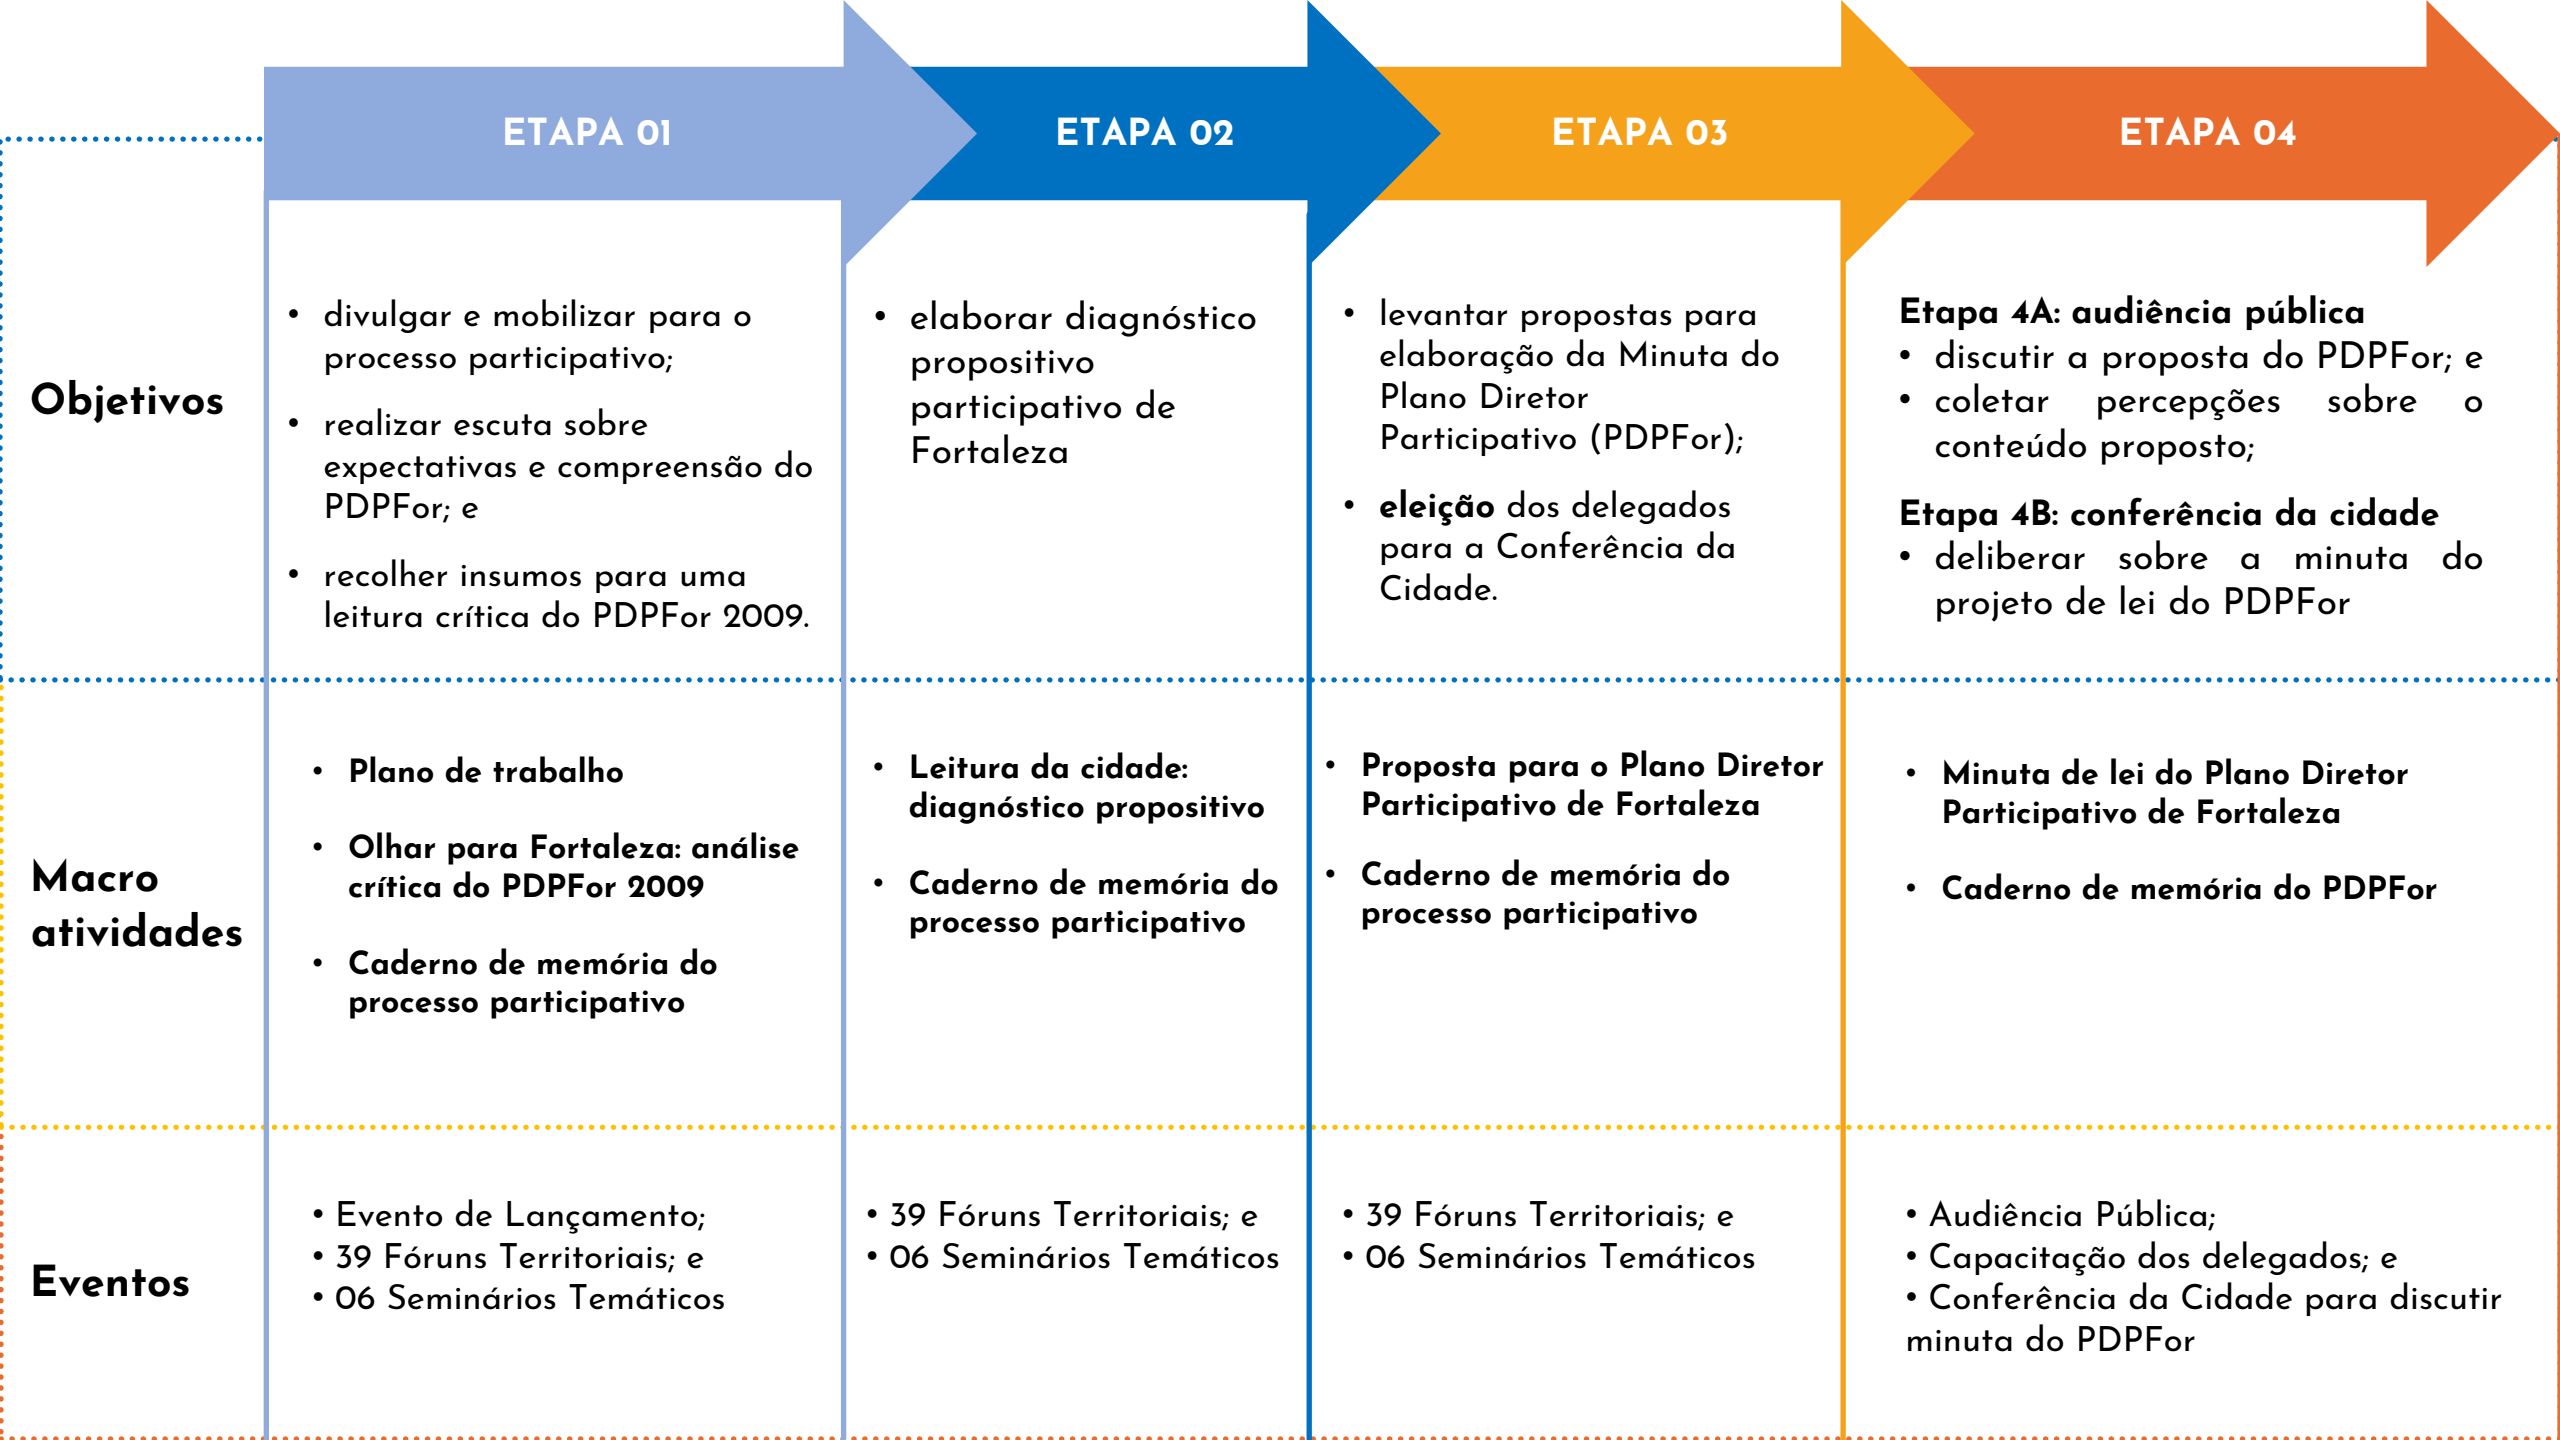 ETAPA 01
ETAPA 02
ETAPA 03
ETAPA 04
Objetivos
• divulgar e mobilizar para o
processo participativo;
• realizar escuta sobre
expectativas e compreensão do
PDPFor; e
• recolher insumos para uma
leitura crítica do PDPFor 2009.
• elaborar diagnóstico
propositivo
participativo de
Fortaleza
• levantar propostas para
elaboração da Minuta do
Plano Diretor
Participativo (PDPFor);
• eleição dos delegados
para a Conferência da
Cidade.
Etapa 4A: audiência pública
• discutir a proposta do PDPFor; e
• coletar percepções sobre o
conteúdo proposto;
Etapa 4B: conferência da cidade
• deliberar sobre a minuta do
projeto de lei do PDPFor
Macro
atividades
• Plano de trabalho
• Olhar para Fortaleza: análise
crítica do PDPFor 2009
• Caderno de memória do
processo participativo
• Leitura da cidade:
diagnóstico propositivo
• Caderno de memória do
processo participativo
• Proposta para o Plano Diretor
Participativo de Fortaleza
• Caderno de memória do
processo participativo
• Minuta de lei do Plano Diretor
Participativo de Fortaleza
• Caderno de memória do PDPFor
Eventos
• Evento de Lançamento;
• 39 Fóruns Territoriais; e
• 06 Seminários Temáticos
• 39 Fóruns Territoriais; e
• 06 Seminários Temáticos
• 39 Fóruns Territoriais; e
• 06 Seminários Temáticos
• Audiência Pública;
• Capacitação dos delegados; e
• Conferência da Cidade para discutir
minuta do PDPFor